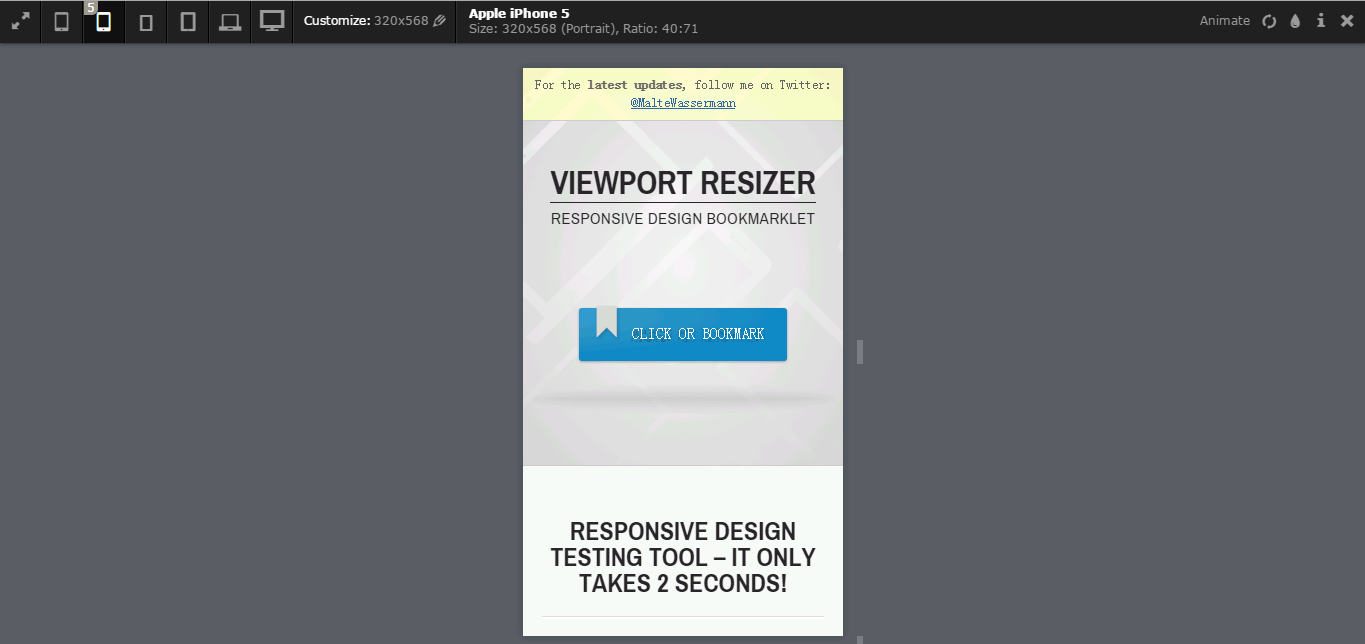 5
Customize: 320x568
Apple iPhone 5
Size: 320x568 (Portrait), Ratio: 40:71
Animate
For the latest updates, follow me on Twitter:
@MalteWassermann
VIEWPORT RESIZER
RESPONSIVE DESIGN BOOKMARKLET
CLICK OR BOOKMARK
RESPONSIVE DESIGN
TESTING TOOL – IT ONLY
TAKES 2 SECONDS!